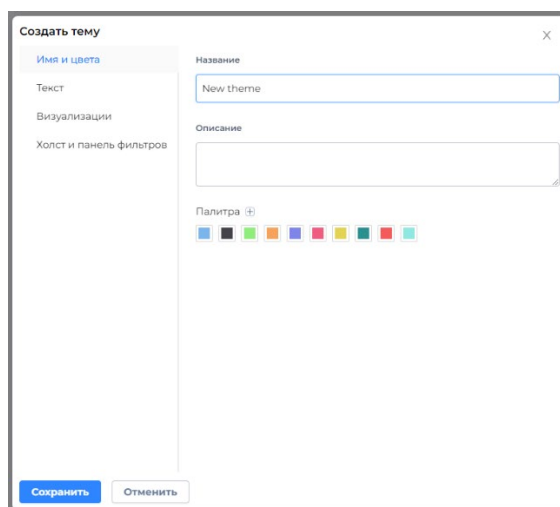 Создать тему
X
Имя и цвета
Текст
Визуализации
Холст и панель фильтров
Название
New theme
Описание
Палитра
Сохранить
Отменить